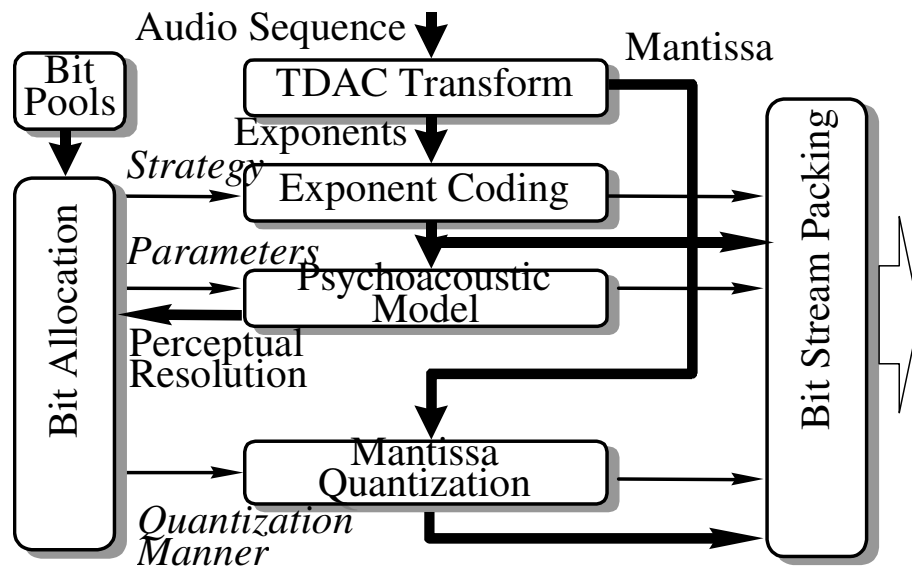 Audio Sequence
Mantissa
Bit
Pools
TDAC Transform
Exponents
Strategy
Exponent Coding
Parameters
Psychoacoustic
Model
Perceptual
Resolution
Mantissa
Quantization
Quantization
Manner
Bit Allocation
Bit Stream Packing